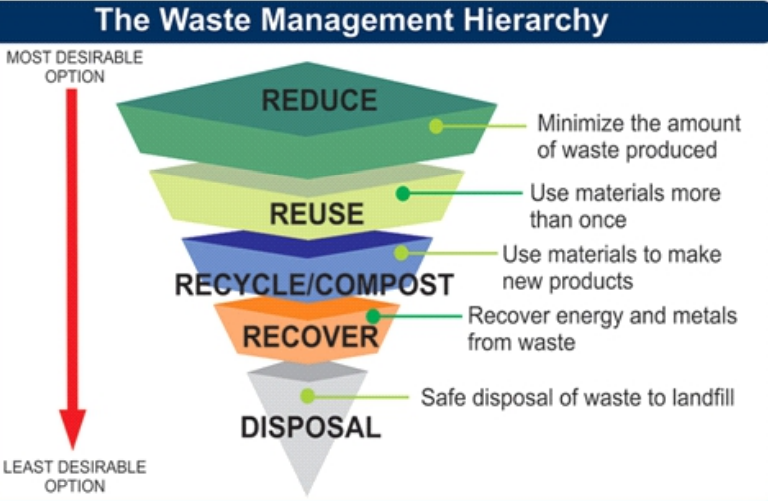 The Waste Management Hierarchy
MOST DESIRABLE
OPTION
REDUCE
Minimize the amount
of waste produced
REUSE
Use materials more
than once
RECYCLE/COMPOST
Use materials to make
new products
RECOVER
Recover energy and metals
from waste
DISPOSAL
Safe disposal of waste to landfill
LEAST DESIRABLE
OPTION